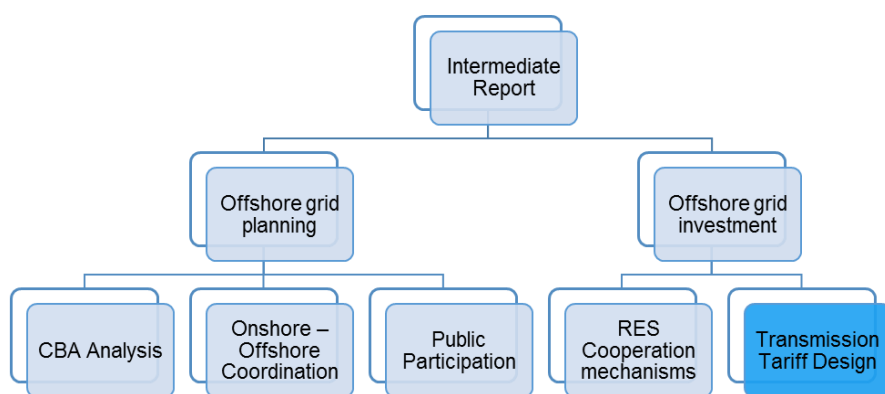 Intermediate
Report
Offshore grid
planning
Offshore grid
investment
CBA Analysis
Onshore –
Offshore
Coordination
Public
Participation
RES
Cooperation
mechanisms
Transmission
Tariff Design